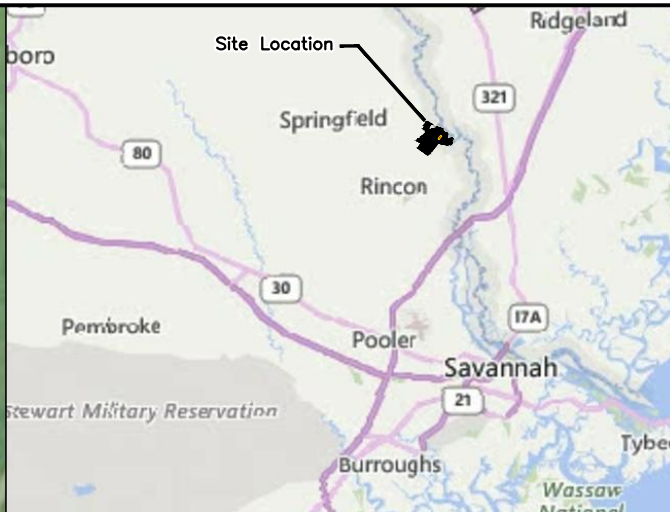 Ridgeland
Site Location
boro
321
Springfield
80
Rincon
30
17A
Pembroke
Pooler
Savannah
21
Stewart Military Reservation
Tybe
Burroughs
Wassaw
National